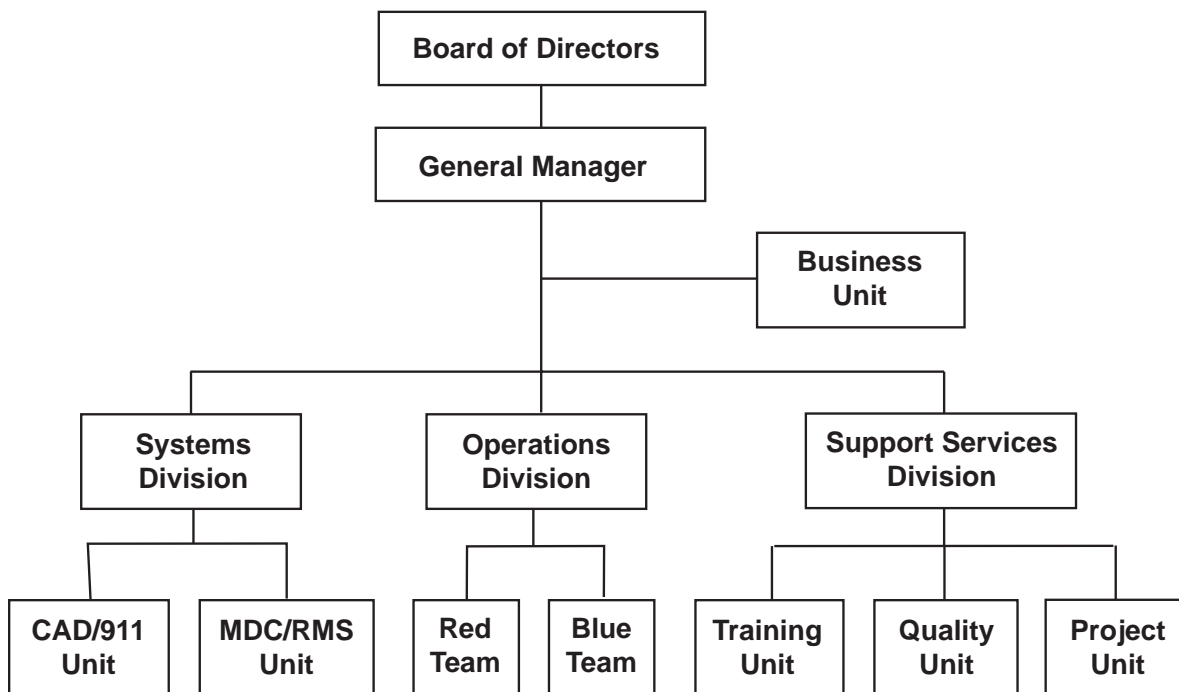 Board of Directors
General Manager
Business
Unit
Systems
Division
Operations
Division
Support Services
Division
CAD/911
Unit
MDC/RMS
Unit
Red
Team
Blue
Team
Training
Unit
Quality
Unit
Project
Unit